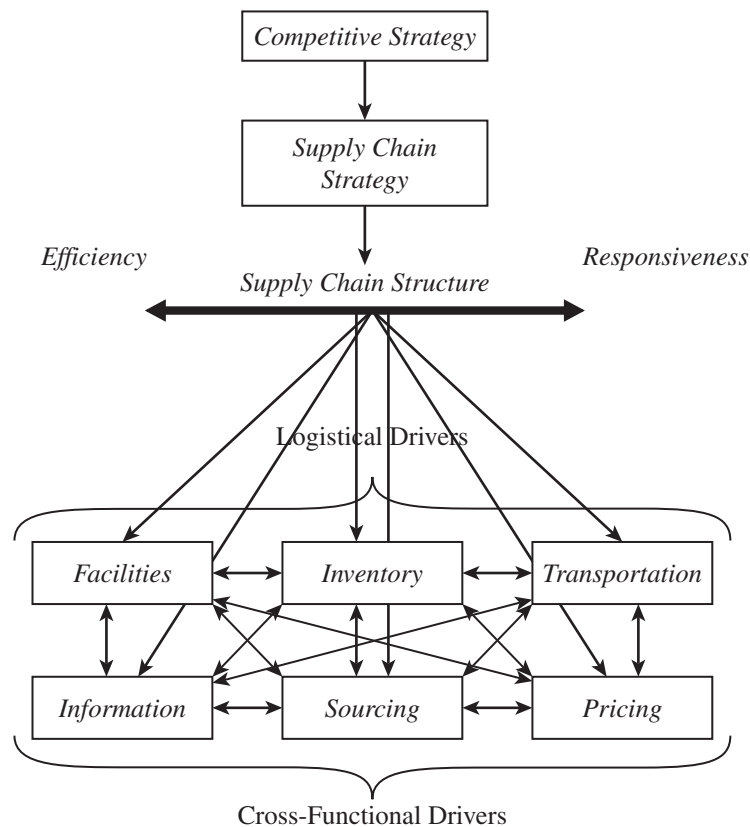 Competitive Strategy
Supply Chain
Strategy
Efficiency
Responsiveness
Supply Chain Structure
Logistical Drivers
Facilities
Inventory
Transportation
Information
Sourcing
Pricing
Cross-Functional Drivers